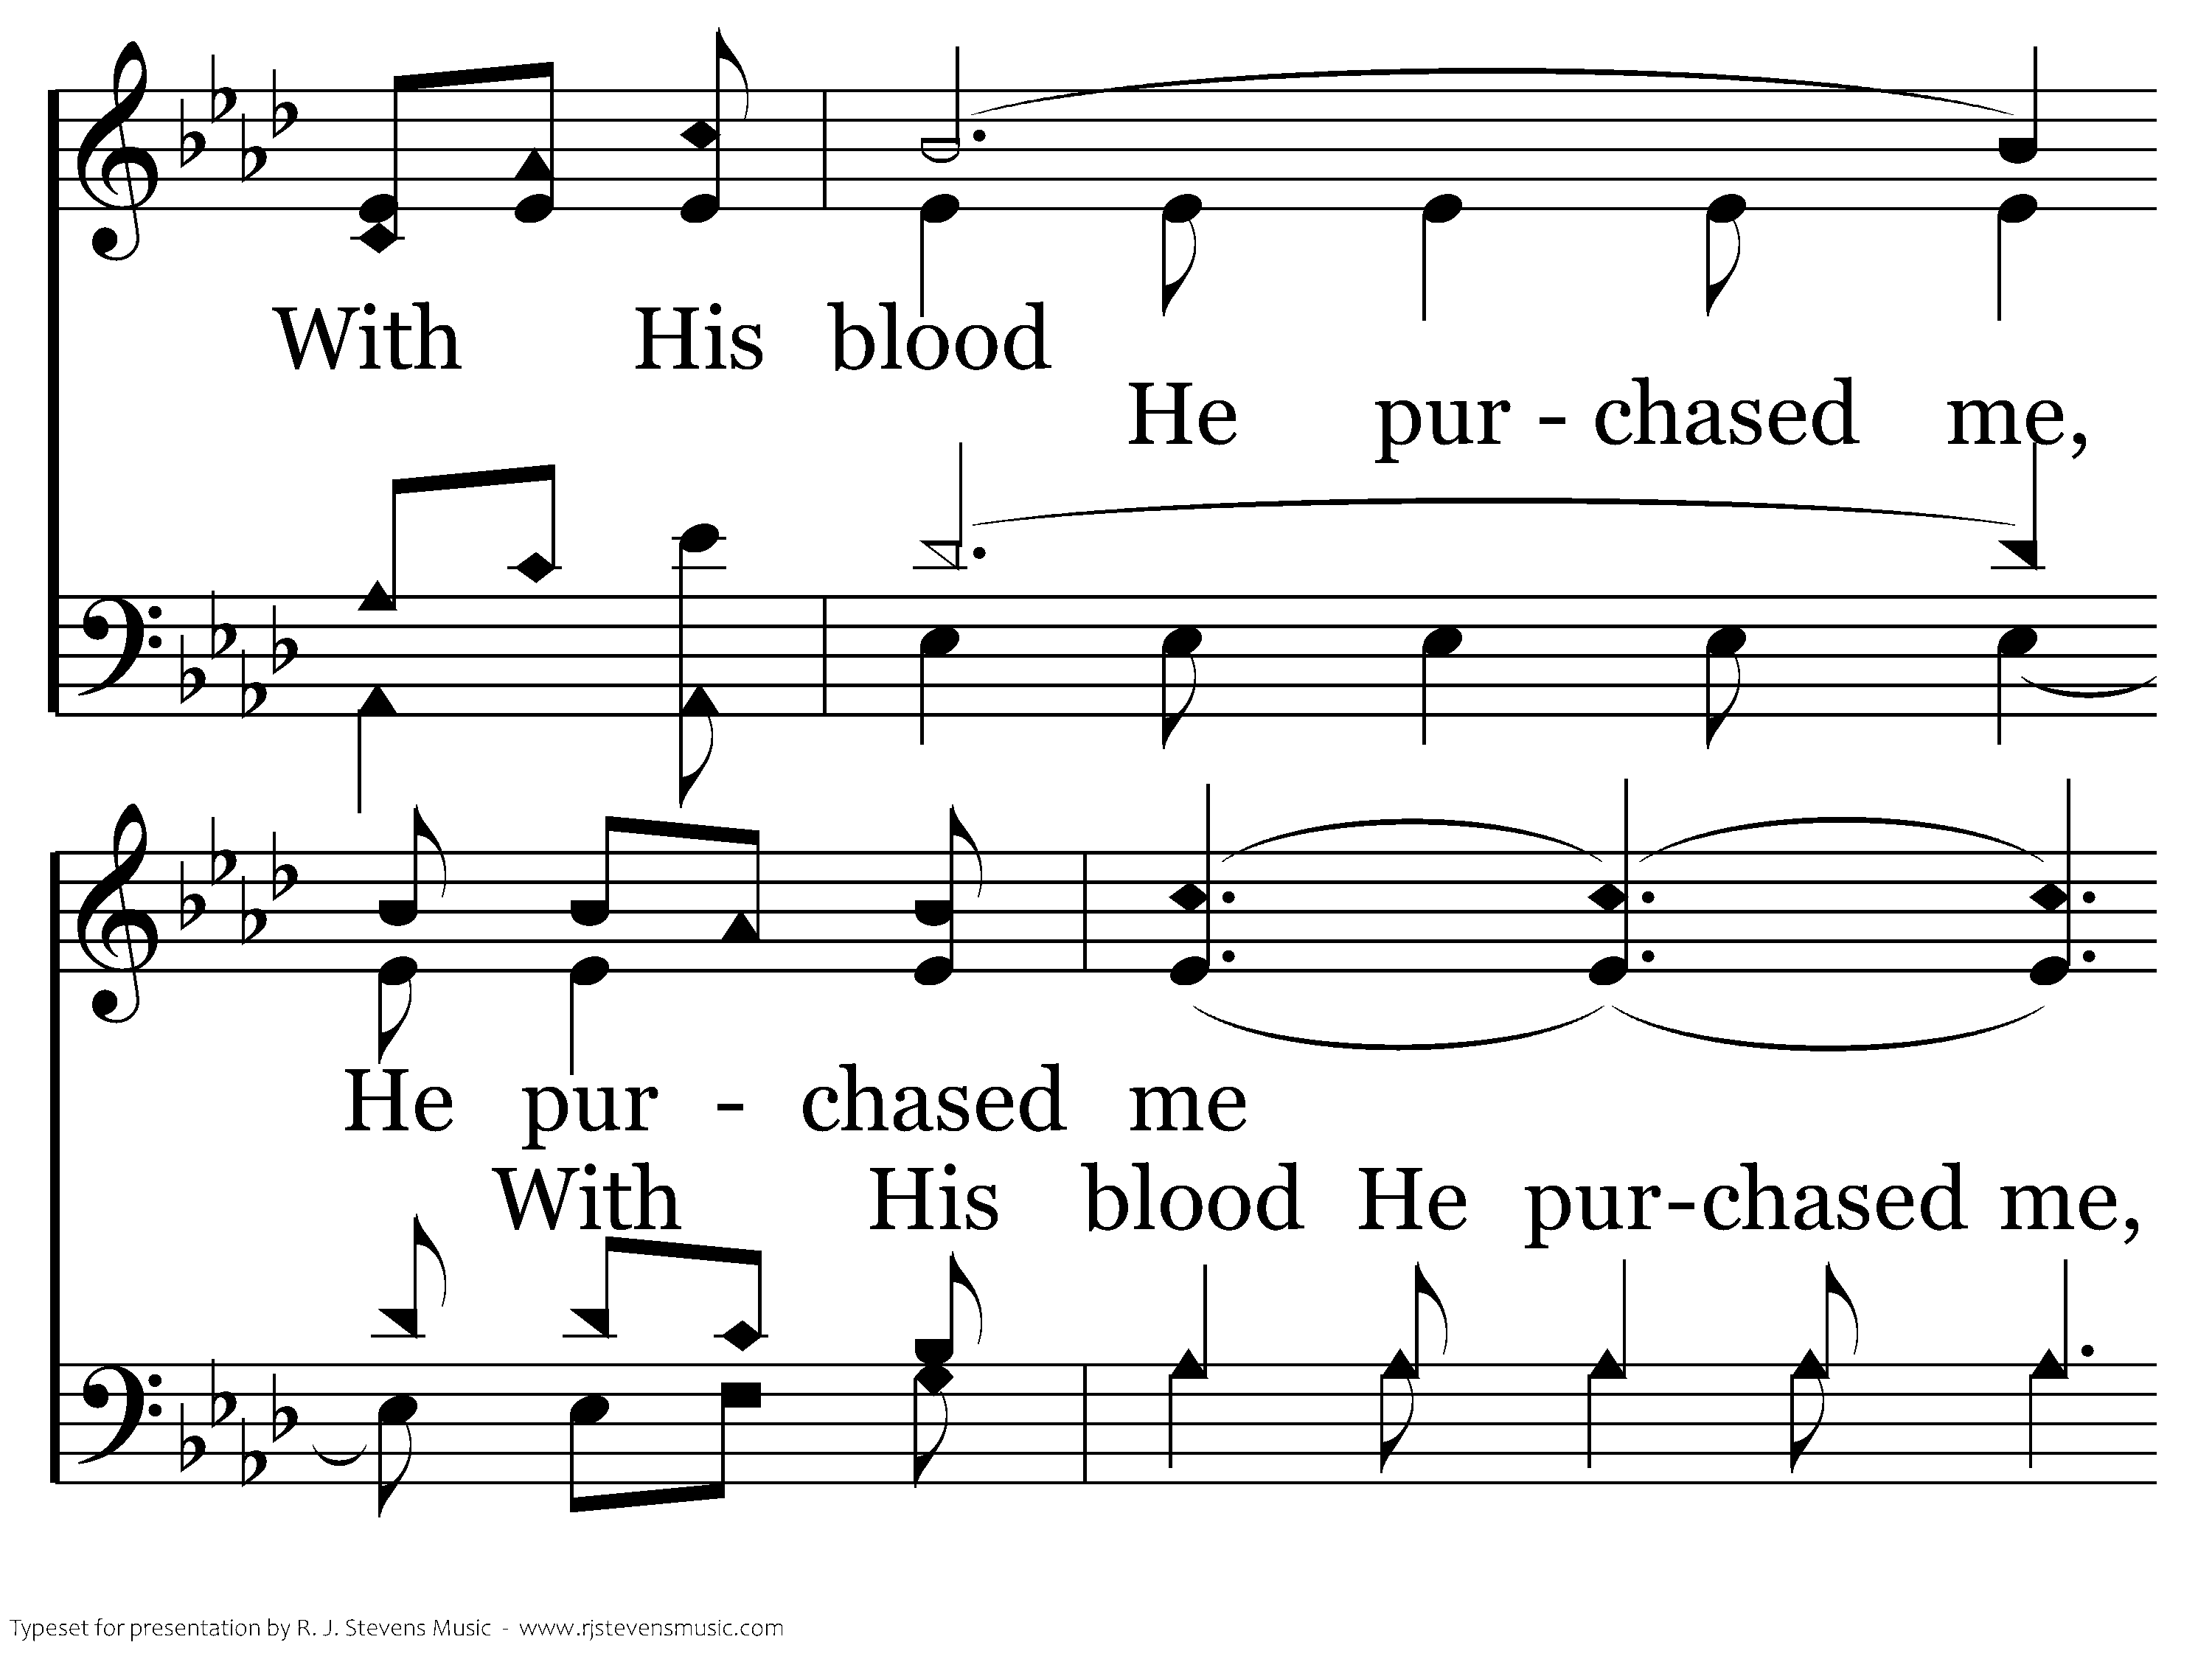 With His blood
He pur - chased me,
He pur - chased me
With His blood He pur-chased me,
Typeset for presentation by R. J. Stevens Music - www.rjstevensmusic.com